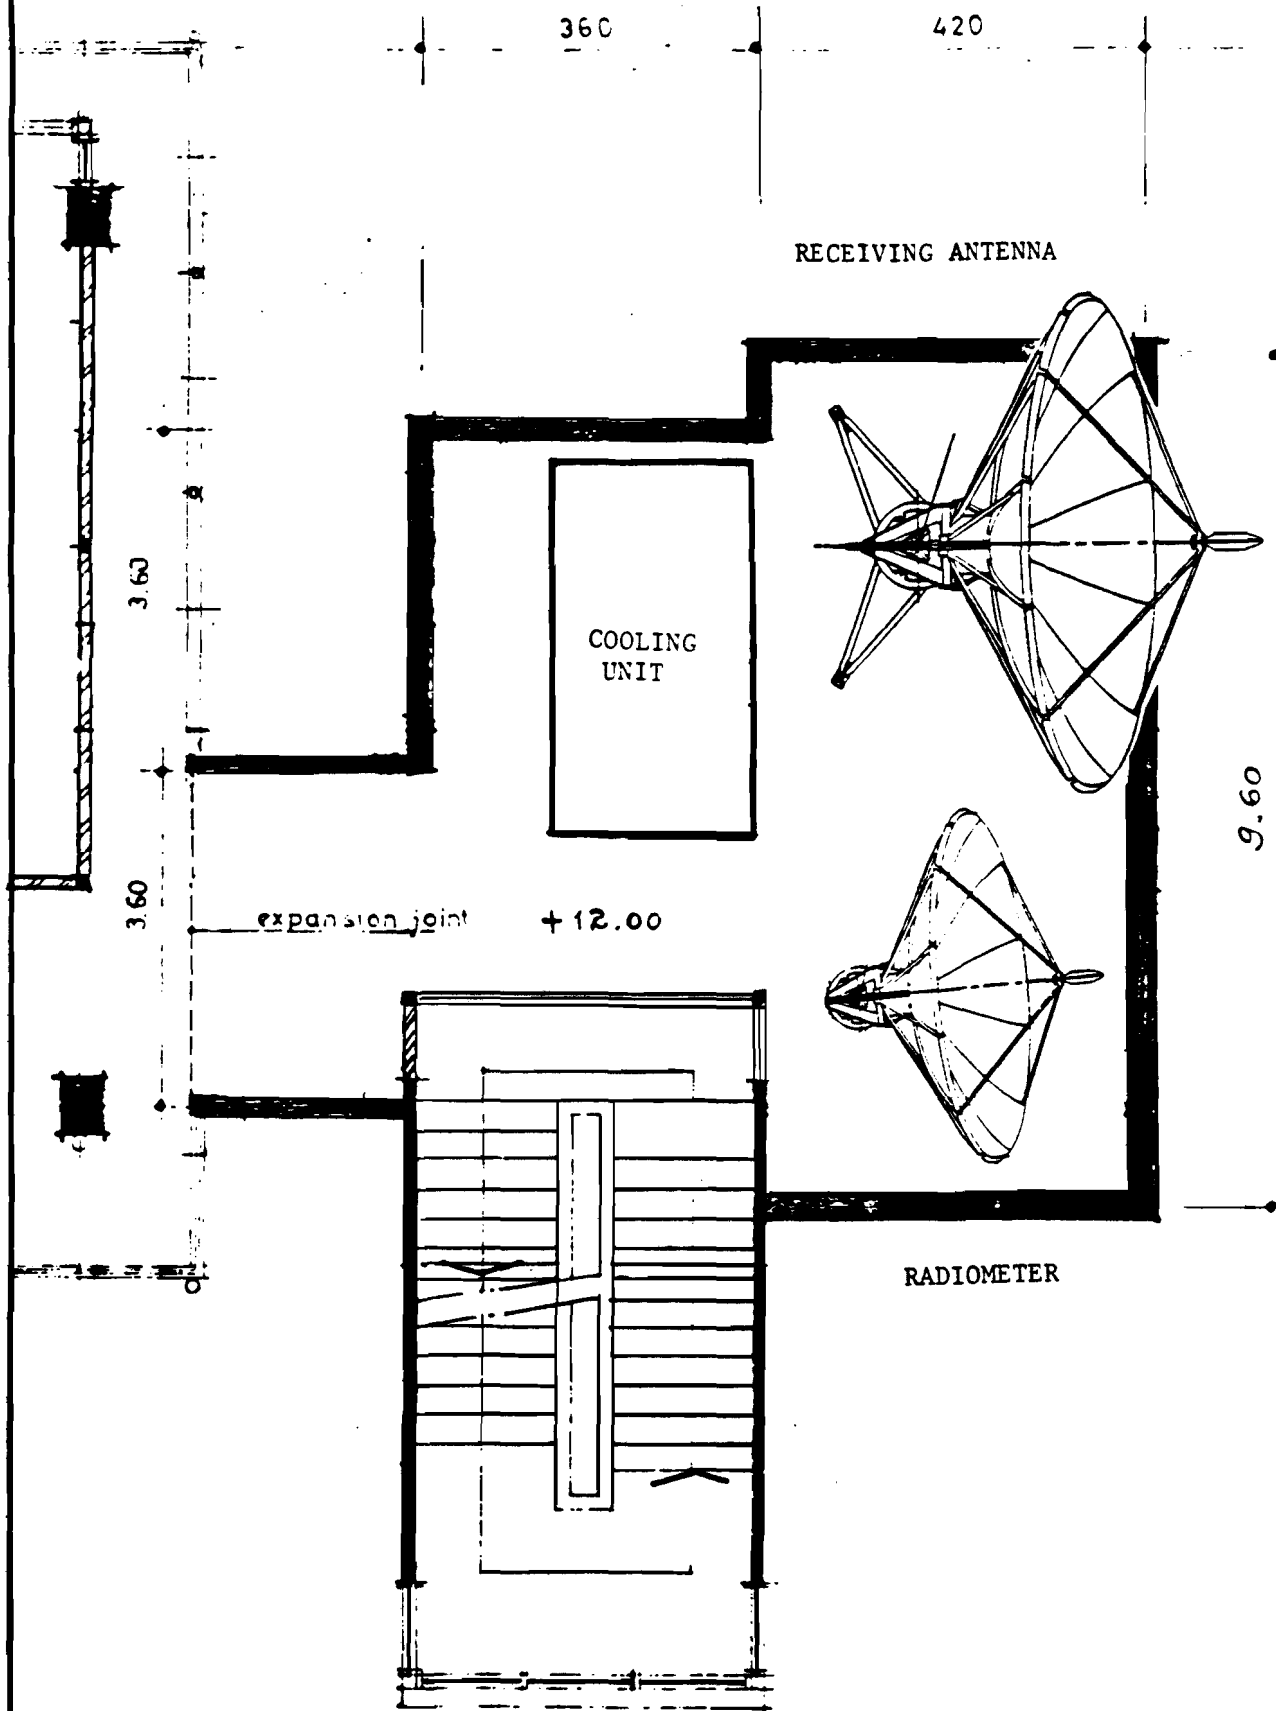 360
420
RECEIVING ANTENNA
3.60
COOLING
UNIT
9.60
3.60
expansion joint
+12.00
RADIOMETER